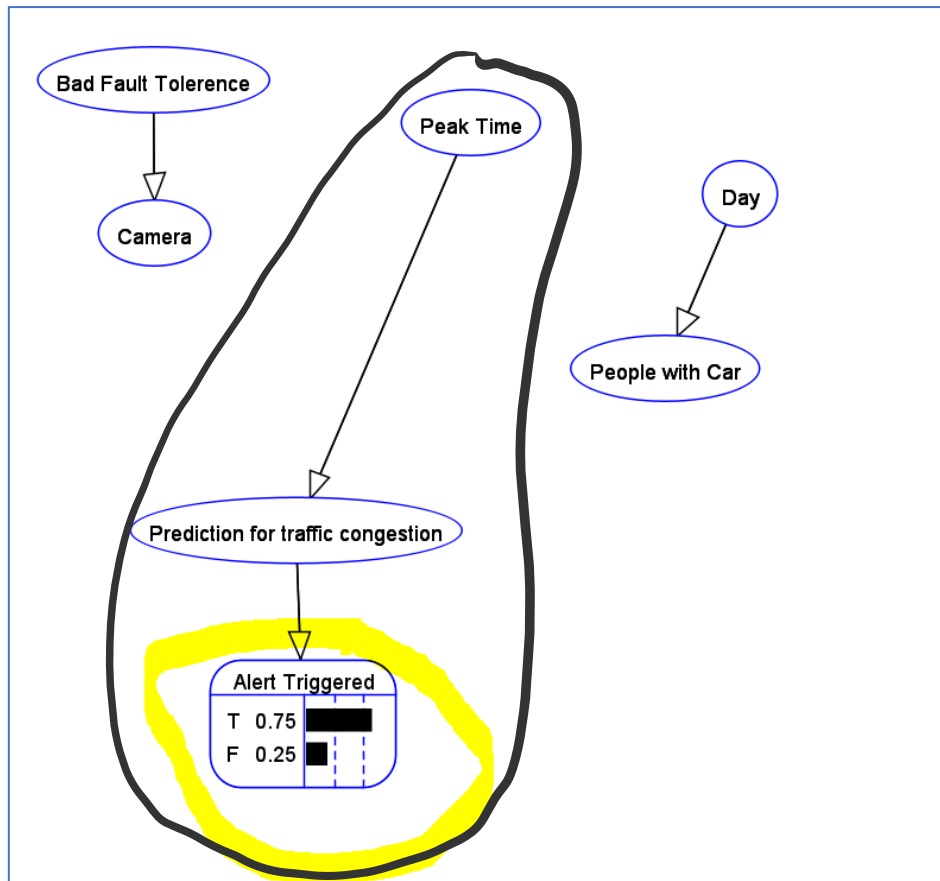 Bad Fault Tolerence
Peak Time
Day
Camera
People with Car
Prediction for traffic congestion
Alert Triggered
T 0.75
F 0.25